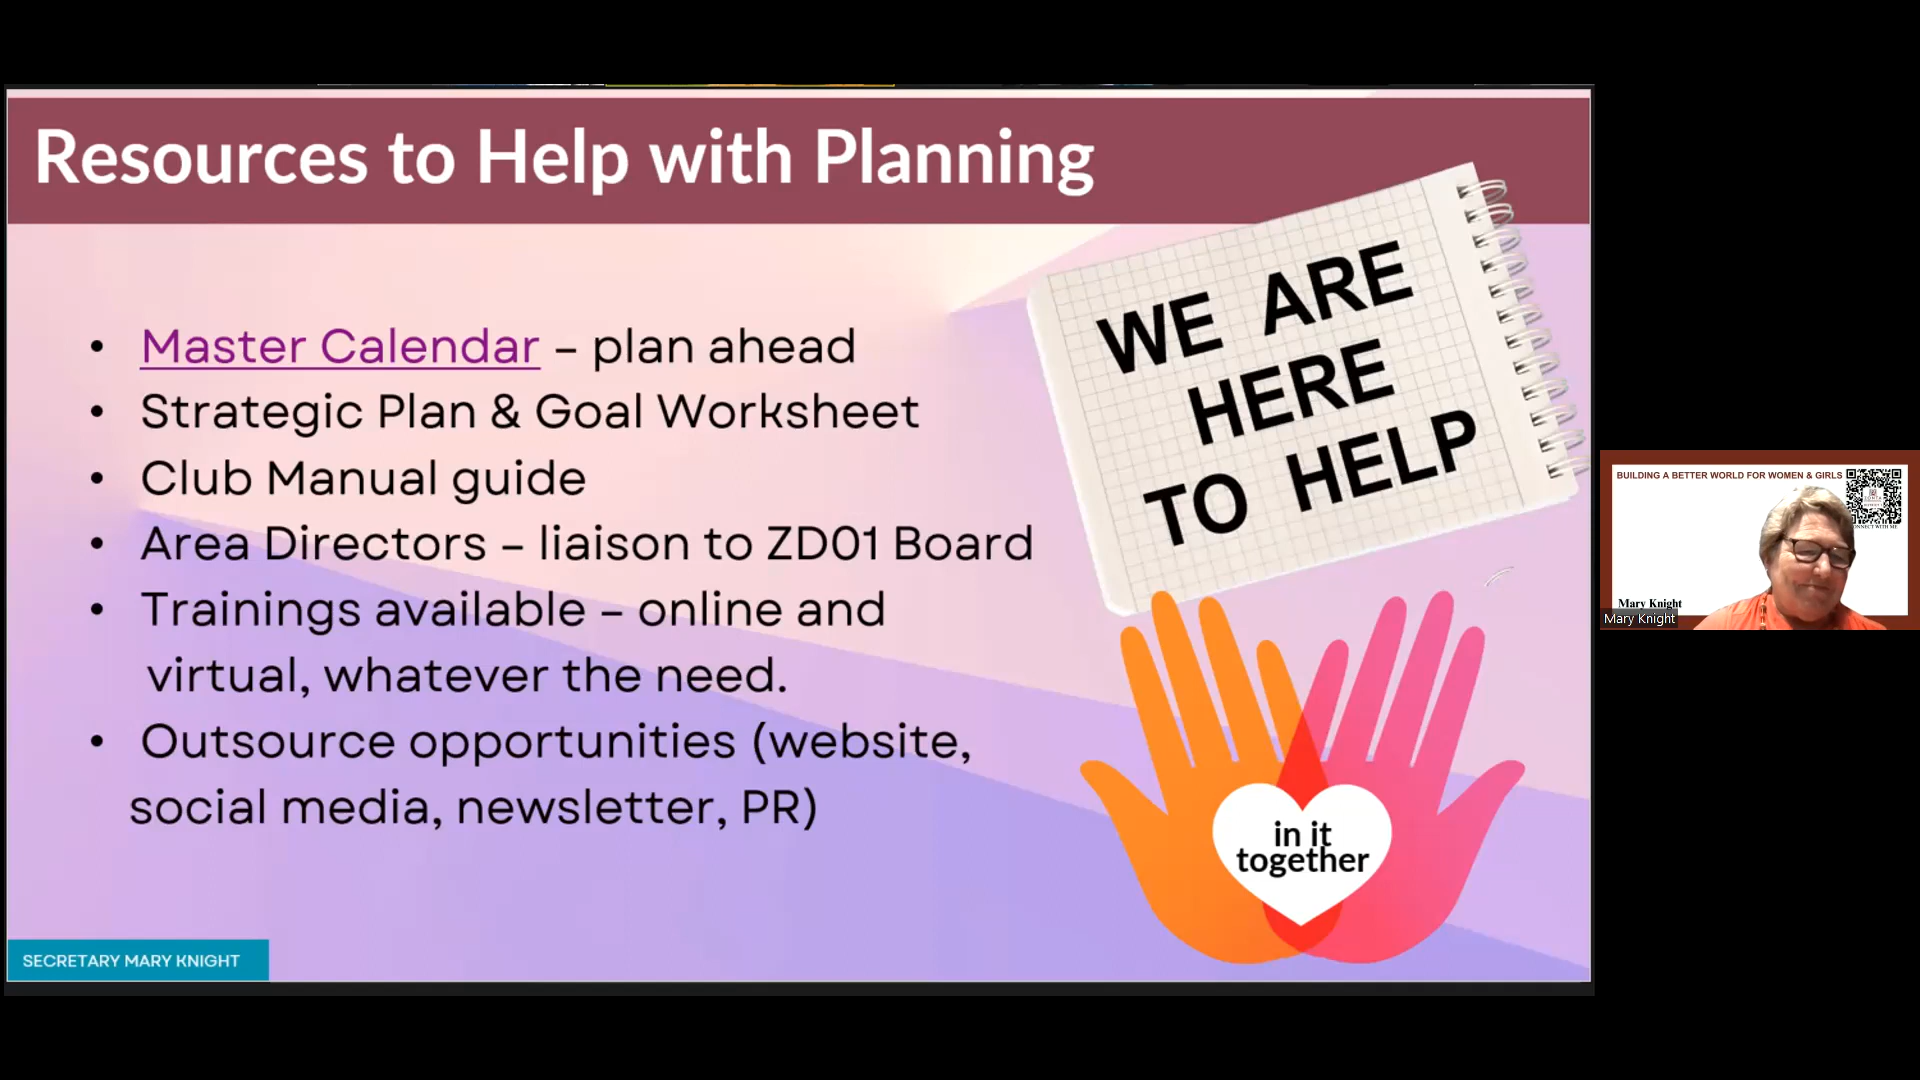 Resources to Help with Planning
• Master Calendar – plan ahead
• Strategic Plan & Goal Worksheet
• Club Manual guide
• Area Directors – liaison to ZD01 Board
• Trainings available – online and
virtual, whatever the need.
• Outsource opportunities (website,
social media, newsletter, PR)
WE ARE
HERE
TO HELP
in it
together
SECRETARY MARY KNIGHT
BUILDING A BETTER WORLD FOR WOMEN & GIRLS
Mary Knight
Mary Knight